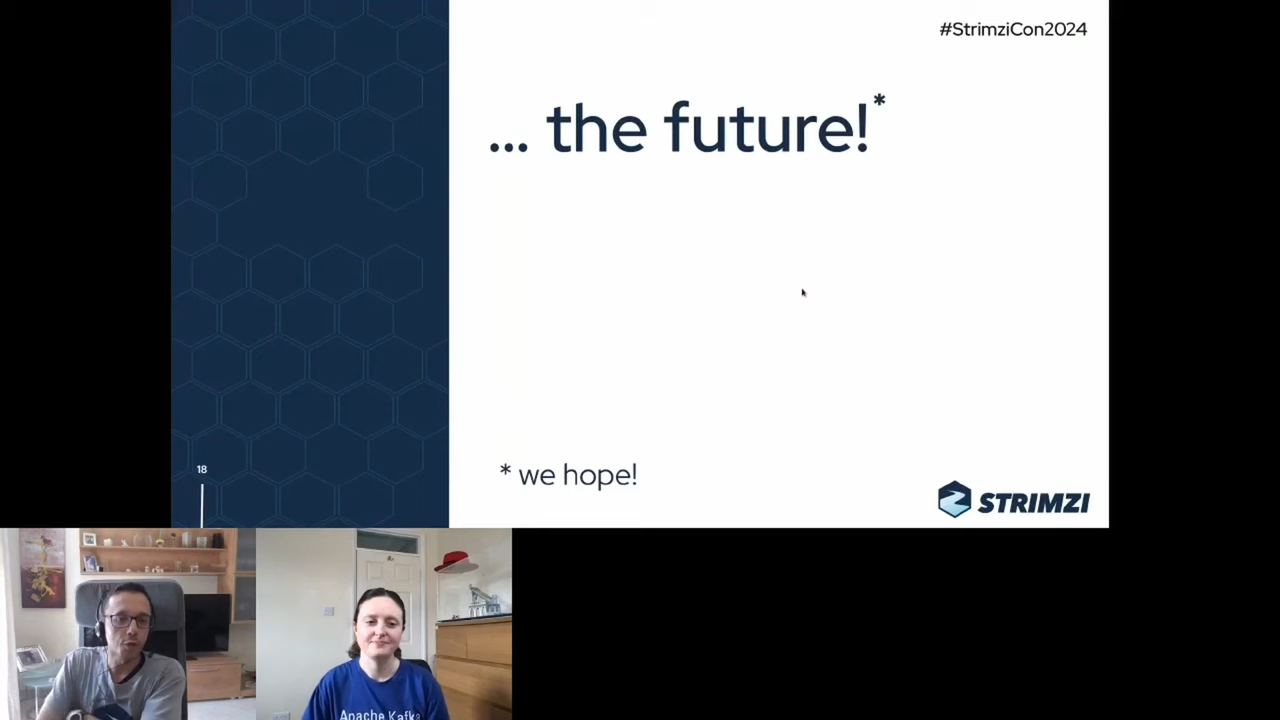 #StrimziCon2024
... the future!*
* we hope!
18
STRIMZI
Apache Kafka